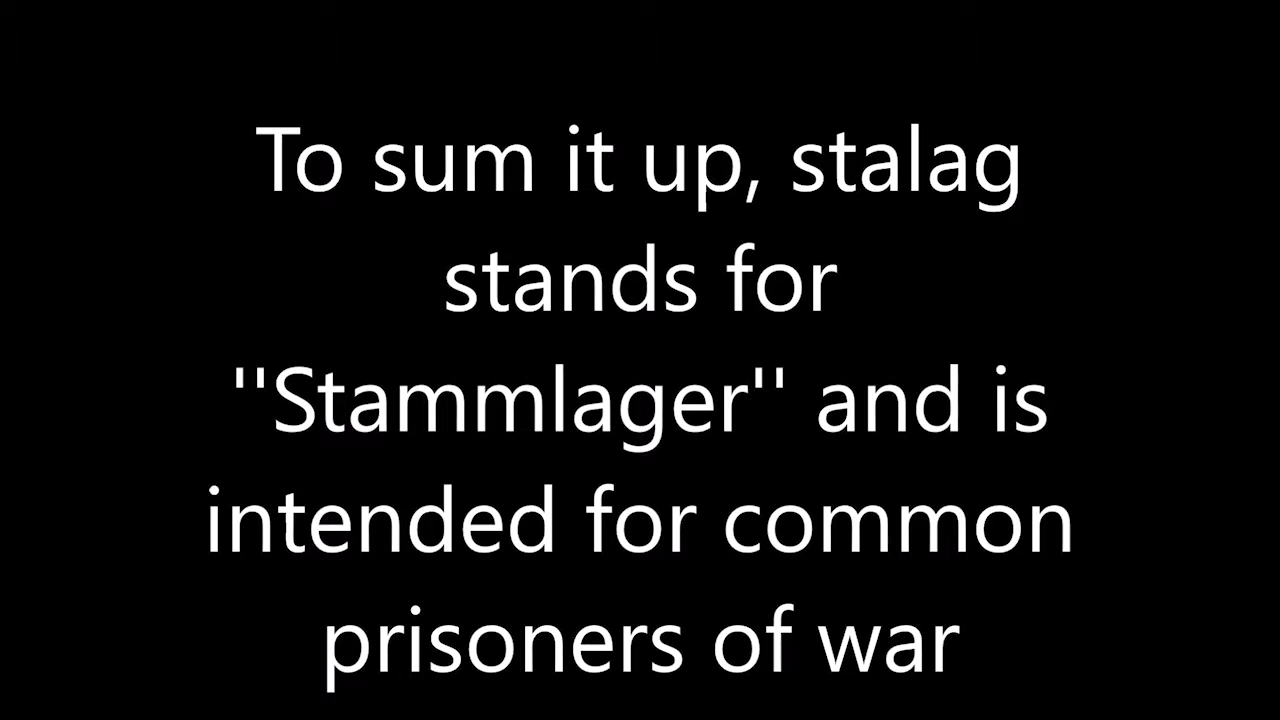 To sum it up, stalag
stands for
''Stammlager'' and is
intended for common
prisoners of war